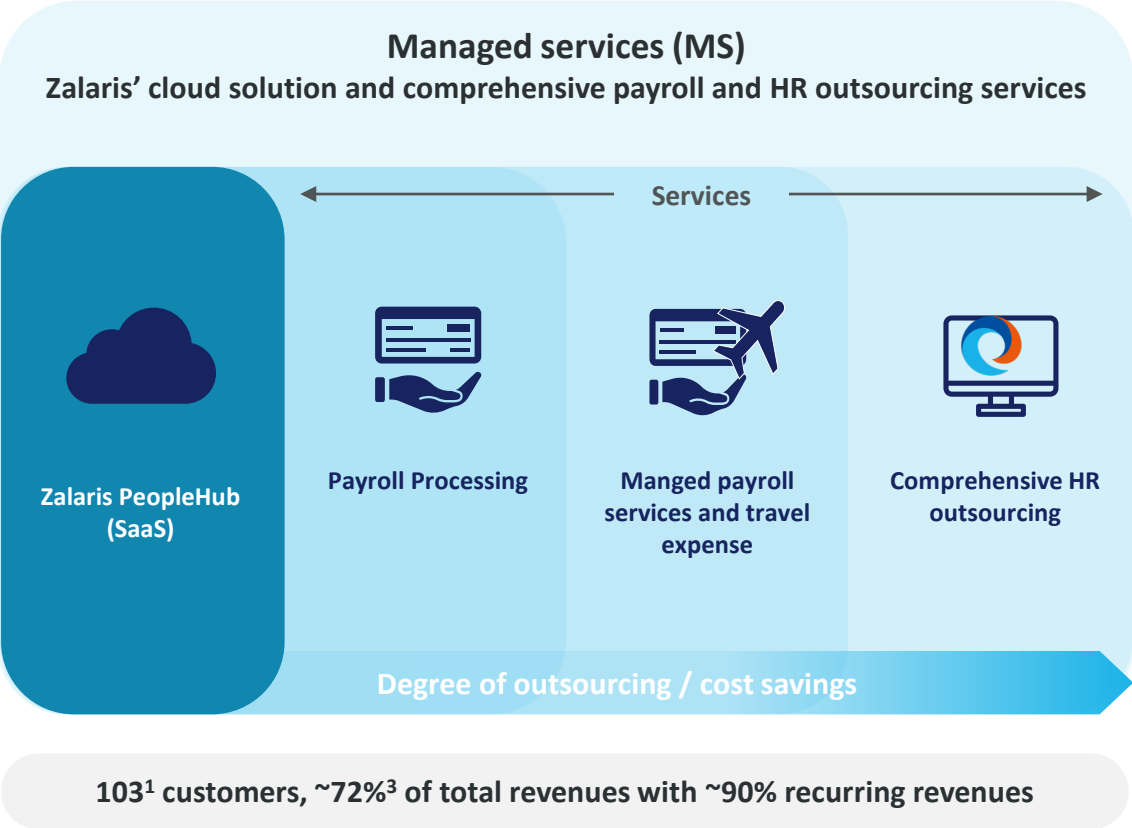 Managed services (MS)
Zalaris’ cloud solution and comprehensive payroll and HR outsourcing services
Services
Zalaris PeopleHub
(SaaS)
Payroll Processing
Manged payroll
services and travel
expense
Comprehensive HR
outsourcing
Degree of outsourcing / cost savings
103¹ customers, ~72%³ of total revenues with ~90% recurring revenues